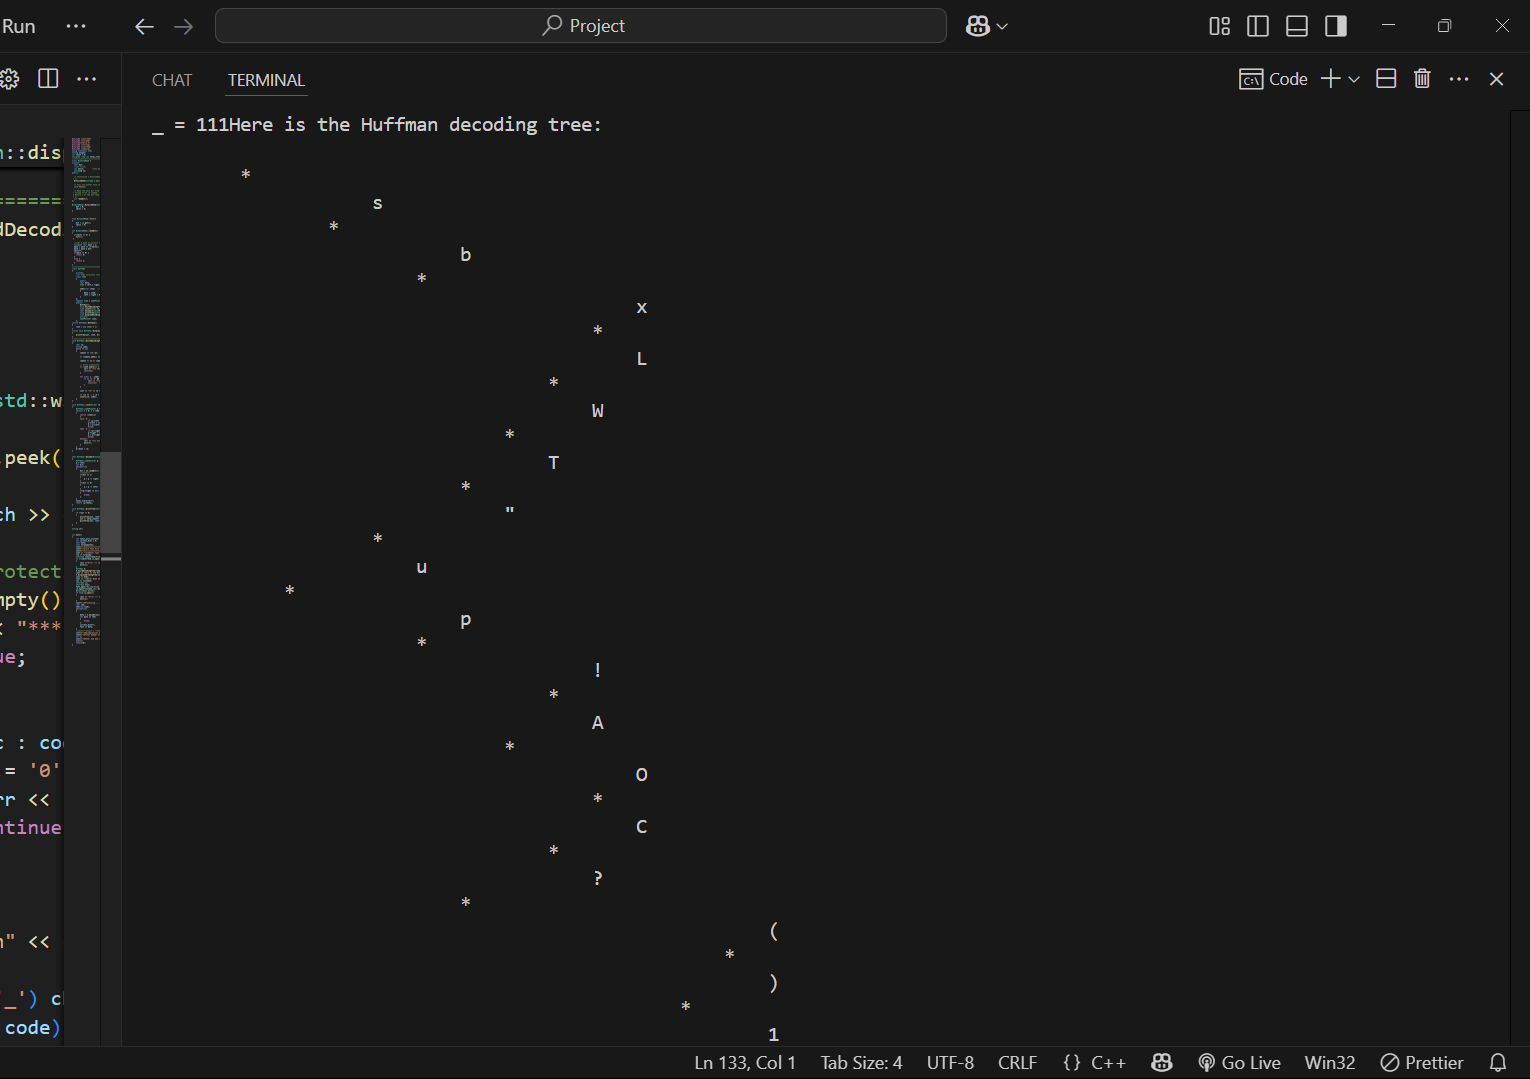 Run ··· Project
CHAT TERMINAL Code
_ = 111Here is the Huffman decoding tree:
*
s
*
b
*
x
*
L
*
W
*
T
*
"
*
u
*
p
*
!
*
A
*
O
*
C
*
?
*
(
*
)
*
1
::dis
======
dDecod
std::w
.peek(
ch >>
rotect
mpty()
< "***
ue;
c : co
= '0'
rr <<
ntinue
n" <<
'_') c
code)
Ln 133, Col 1 Tab Size: 4 UTF-8 CRLF {} C++ Go Live Win32 Prettier